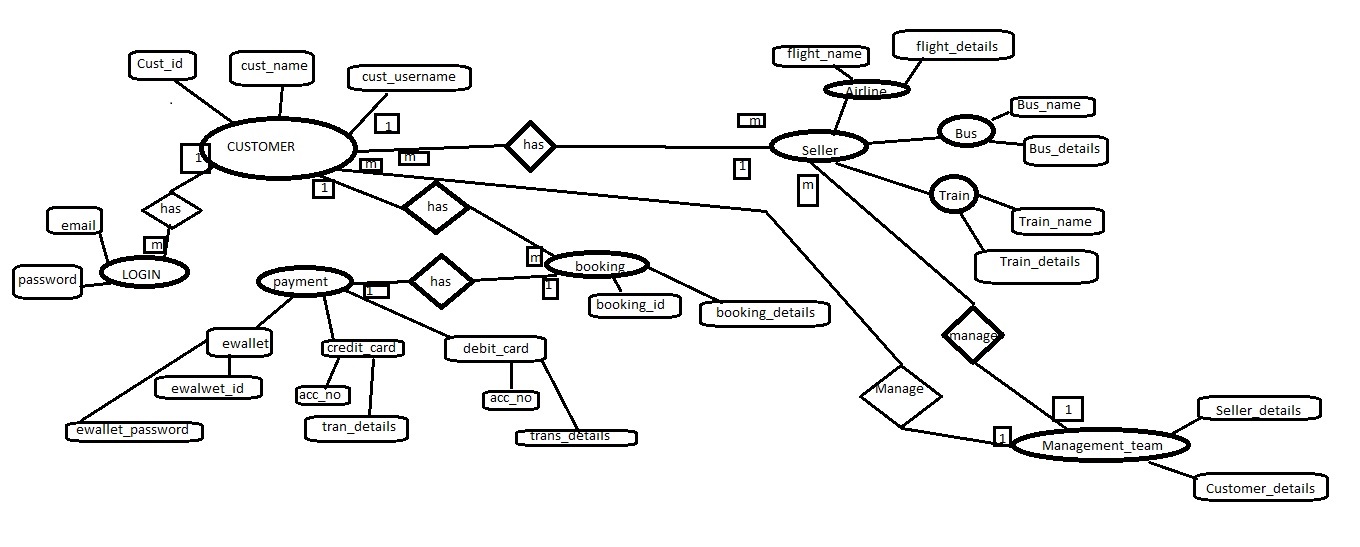 flight_name
flight_details
Cust_id
cust_name
cust_username
Airline
Bus_name
1
m
Bus
CUSTOMER
has
Seller
Bus_details
1
m
m
1
1
m
Train
has
has
Train_name
email
m
m
Train_details
password
LOGIN
payment
has
booking
1
1
booking_id
booking_details
manage
ewallet
credit_card
debit_card
ewalwet_id
acc_no
acc_no
Manage
ewallet_password
tran_details
trans_details
1
1
Seller_details
Management_team
Customer_details